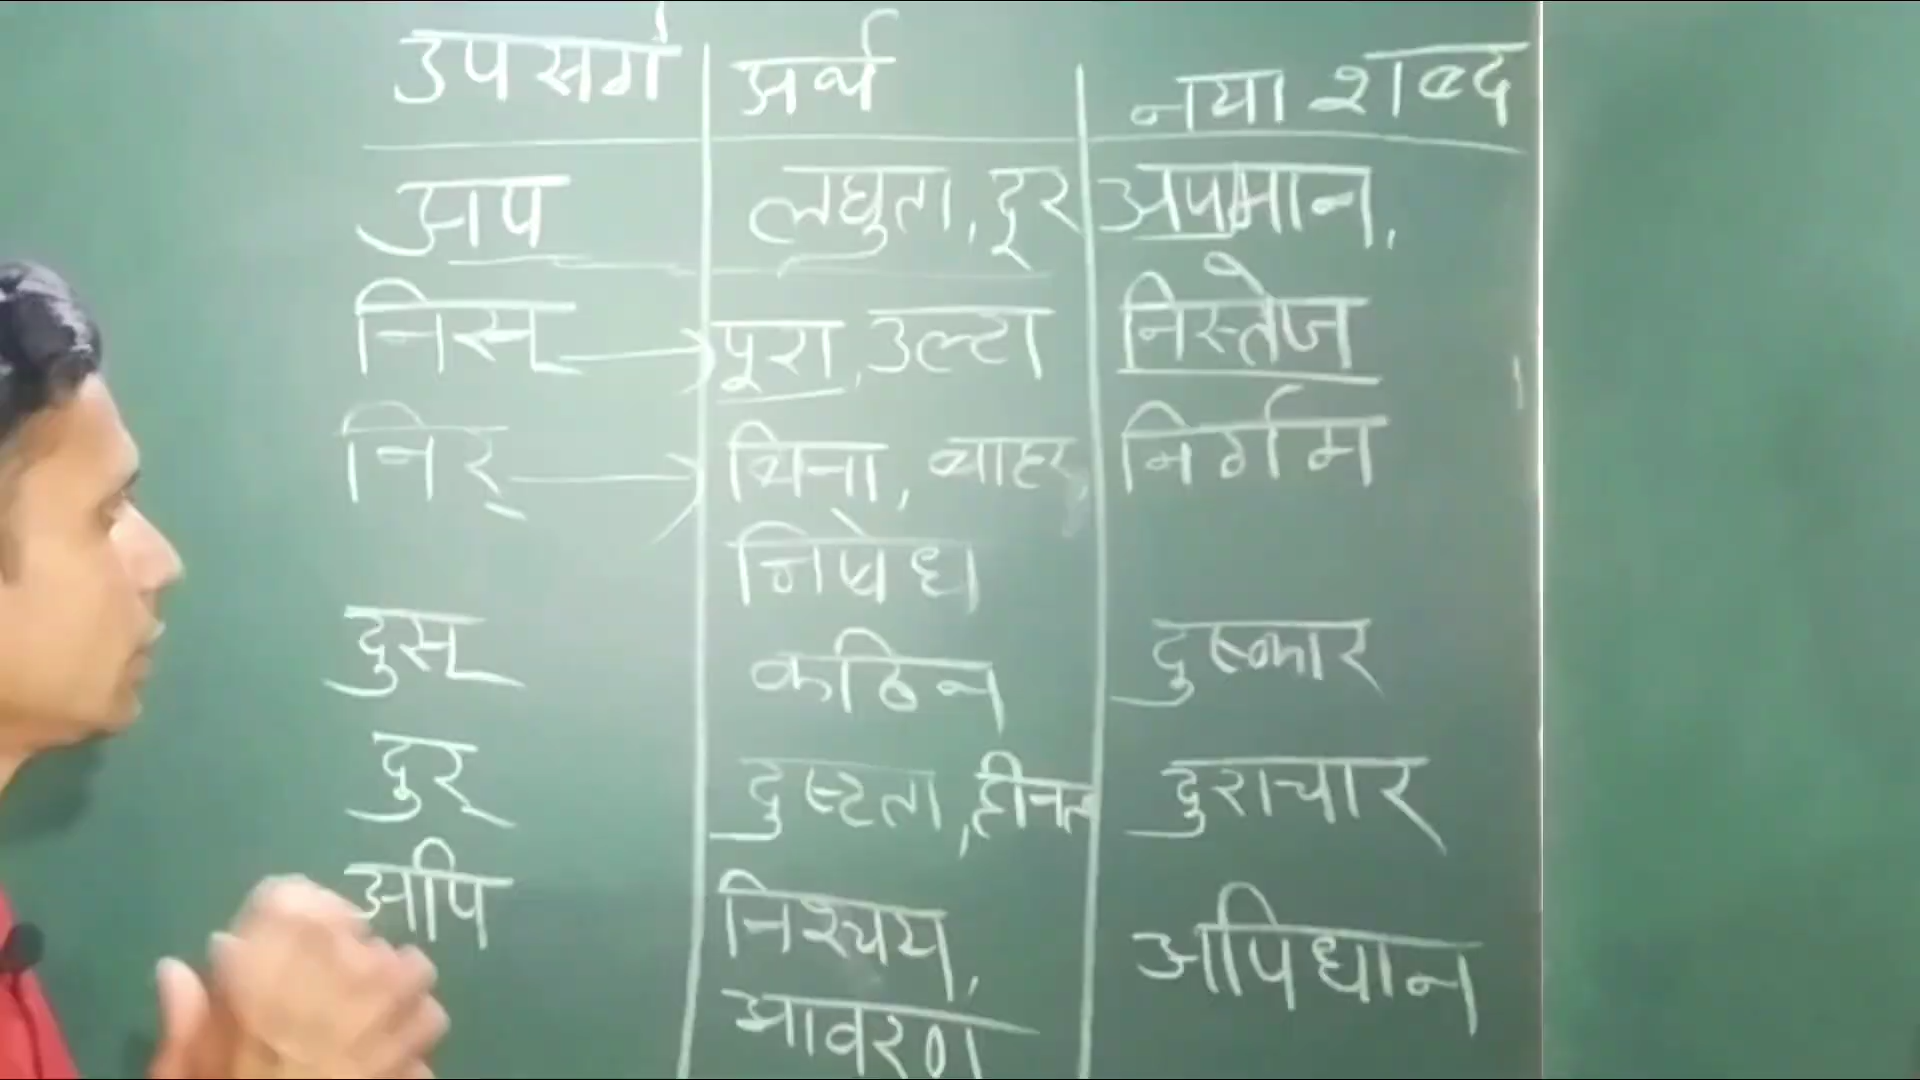 उपसर्ग अर्थ नया शब्द
अप लघुता, दूर अपमान,
निस् पूरा, उल्टा निस्तेज
निर् बिना, बाहर, निर्गम
निषेध
दुस् कठिन दुष्कार
दुर् दुष्टता, हीनता दुराचार
अपि निश्चय, अपिधान
आवरण